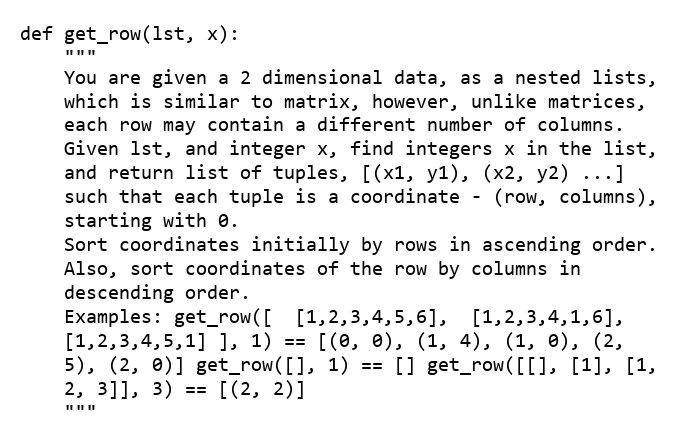 def get_row(lst, x):
    """
    You are given a 2 dimensional data, as a nested lists,
    which is similar to matrix, however, unlike matrices,
    each row may contain a different number of columns.
    Given lst, and integer x, find integers x in the list,
    and return list of tuples, [(x1, y1), (x2, y2) ...]
    such that each tuple is a coordinate - (row, columns),
    starting with 0.
    Sort coordinates initially by rows in ascending order.
    Also, sort coordinates of the row by columns in
    descending order.
    Examples: get_row([  [1,2,3,4,5,6],  [1,2,3,4,1,6],
    [1,2,3,4,5,1] ], 1) == [(0, 0), (1, 4), (1, 0), (2,
    5), (2, 0)] get_row([], 1) == [] get_row([[], [1], [1,
    2, 3]], 3) == [(2, 2)]
    """